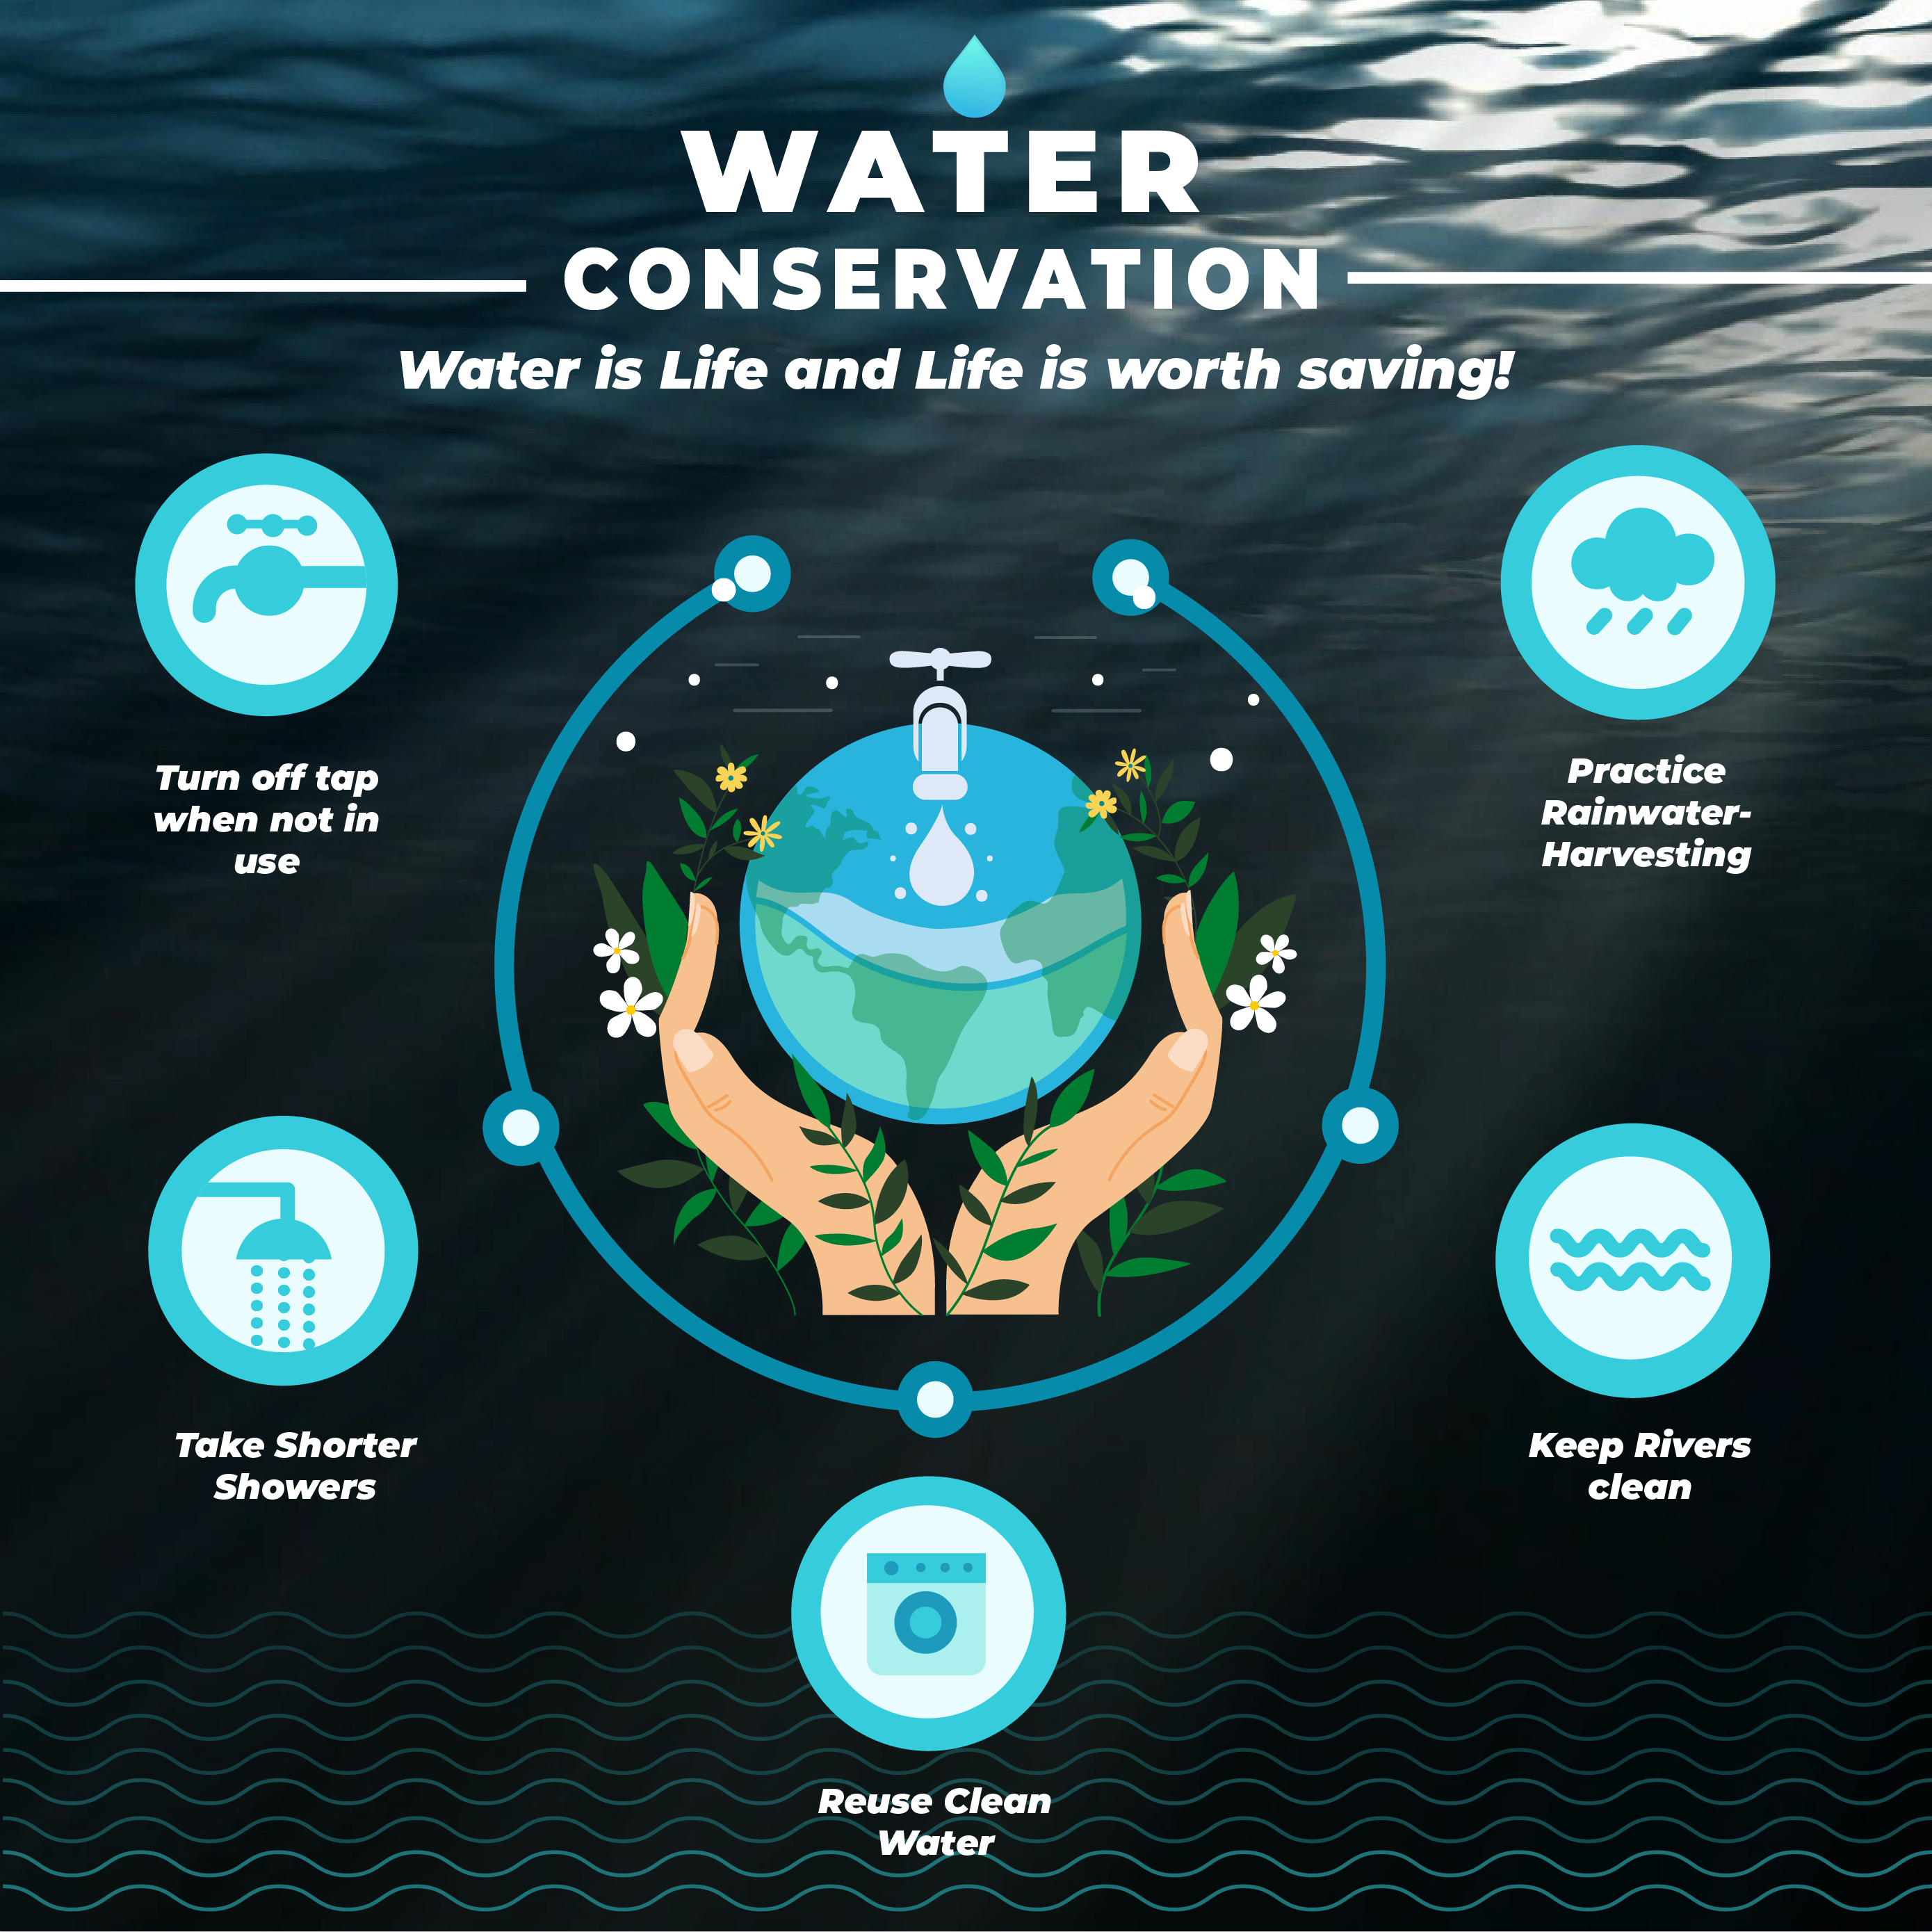 WATER
CONSERVATION
Water is Life and Life is worth saving!
Turn off tap
when not in
use
Practice
Rainwater-
Harvesting
Take Shorter
Showers
Keep Rivers
clean
Reuse Clean
Water